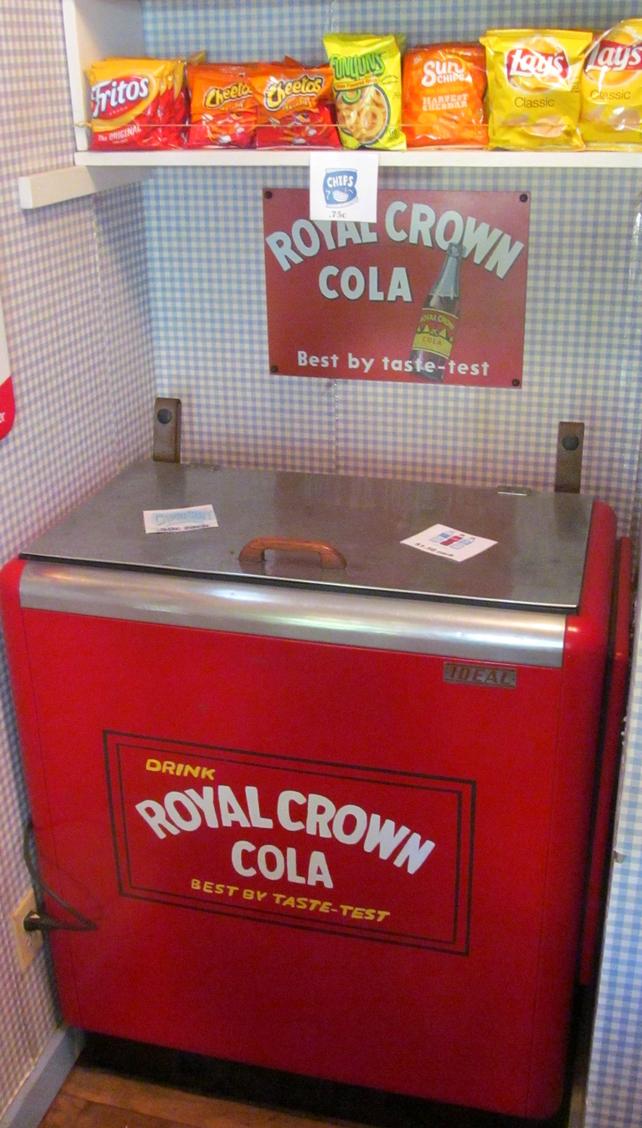 Fritos
The ORIGINAL
Cheetos
Cheetos
FUNYUNS
Sun
CHIPS
HARVEST
CHEDDAR
Lay's
Classic
Lay's
Classic
CHIPS
.75¢
ROYAL CROWN
COLA
ROYAL CROWN
COLA
Best by taste-test
IDEAL
DRINK
ROYAL CROWN
COLA
BEST BY TASTE-TEST